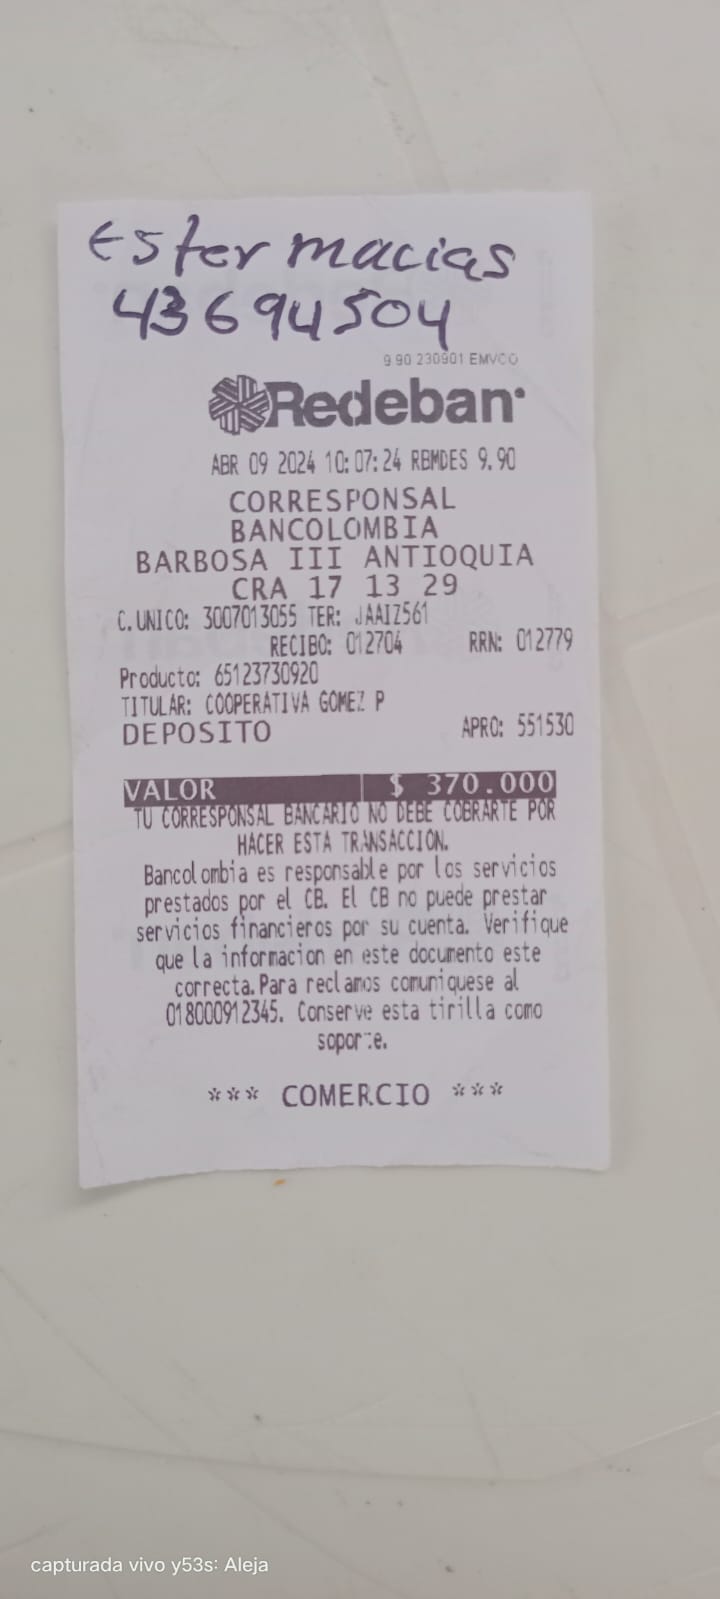 Ester macias
43694504
9.90 230901 EMVCO
Redeban
ABR 09 2024 10:07:24 RBMDES 9.90
CORRESPONSAL
BANCOLOMBIA
BARBOSA III ANTIOQUIA
CRA 17 13 29
C.UNICO: 3007013055 TER: JAAIZ561
RECIBO: 012704 RRN: 012779
Producto: 65123730920
TITULAR: COOPERATIVA GOMEZ P
DEPOSITO APRO: 551530
VALOR $ 370.000
TU CORRESPONSAL BANCARIO NO DEBE COBRARTE POR
HACER ESTA TRANSACCION.
Bancolombia es responsable por los servicios
prestados por el CB. El CB no puede prestar
servicios financieros por su cuenta. Verifique
que la informacion en este documento este
correcta.Para reclamos comuniquese al
018000912345. Conserve esta tirilla como
soporte.
*** COMERCIO ***
capturada vivo y53s: Aleja